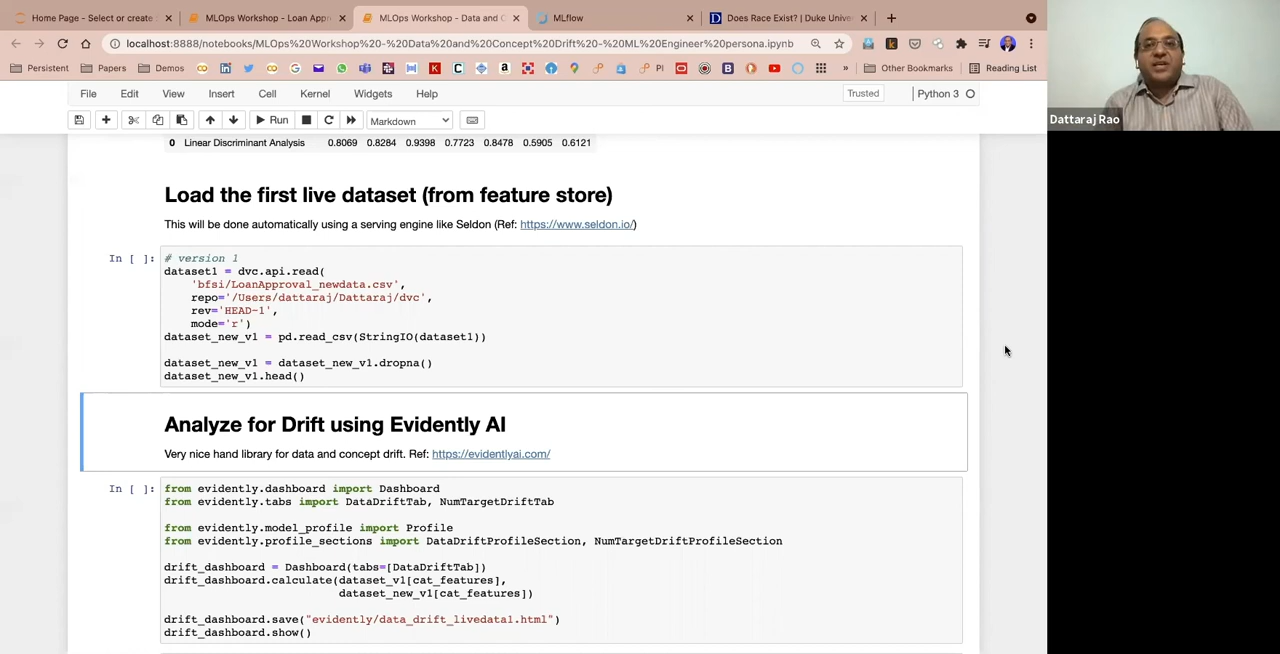 Home Page - Select or create
MLOps Workshop - Loan Appr
MLOps Workshop - Data and C
MLflow
Does Race Exist? | Duke Unive
localhost:8888/notebooks/MLOps%20Workshop%20-%20Data%20and%20Concept%20Drift%20-%20ML%20Engineer%20persona.ipynb
Persistent
Papers
Demos
PI
Other Bookmarks
Reading List
File Edit View Insert Cell Kernel Widgets Help
Trusted
Python 3
Run
Markdown
0 Linear Discriminant Analysis 0.8069 0.8284 0.9398 0.7723 0.8478 0.5905 0.6121
Load the first live dataset (from feature store)
This will be done automatically using a serving engine like Seldon (Ref: https://www.seldon.io/)
In [ ]:
# version 1
dataset1 = dvc.api.read(
'bfsi/LoanApproval_newdata.csv',
repo='/Users/dattaraj/Dattaraj/dvc',
rev='HEAD~1',
mode='r')
dataset_new_v1 = pd.read_csv(StringIO(dataset1))
dataset_new_v1 = dataset_new_v1.dropna()
dataset_new_v1.head()
Analyze for Drift using Evidently AI
Very nice hand library for data and concept drift. Ref: https://evidentlyai.com/
In [ ]:
from evidently.dashboard import Dashboard
from evidently.tabs import DataDriftTab, NumTargetDriftTab
from evidently.model_profile import Profile
from evidently.profile_sections import DataDriftProfileSection, NumTargetDriftProfileSection
drift_dashboard = Dashboard(tabs=[DataDriftTab])
drift_dashboard.calculate(dataset_v1[cat_features],
dataset_new_v1[cat_features])
drift_dashboard.save("evidently/data_drift_livedata1.html")
drift_dashboard.show()
Dattaraj Rao